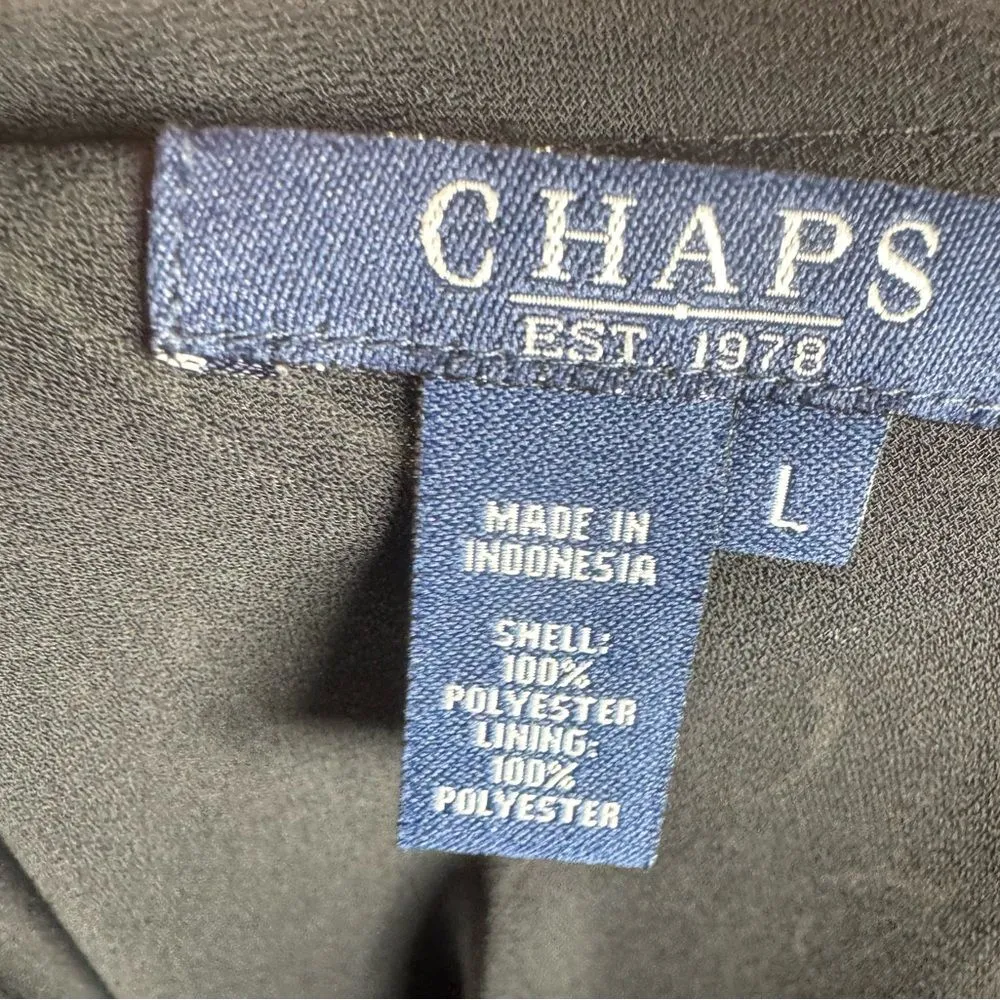 CHAPS
EST. 1978
L
MADE IN
INDONESIA
SHELL:
100%
POLYESTER
LINING:
100%
POLYESTER